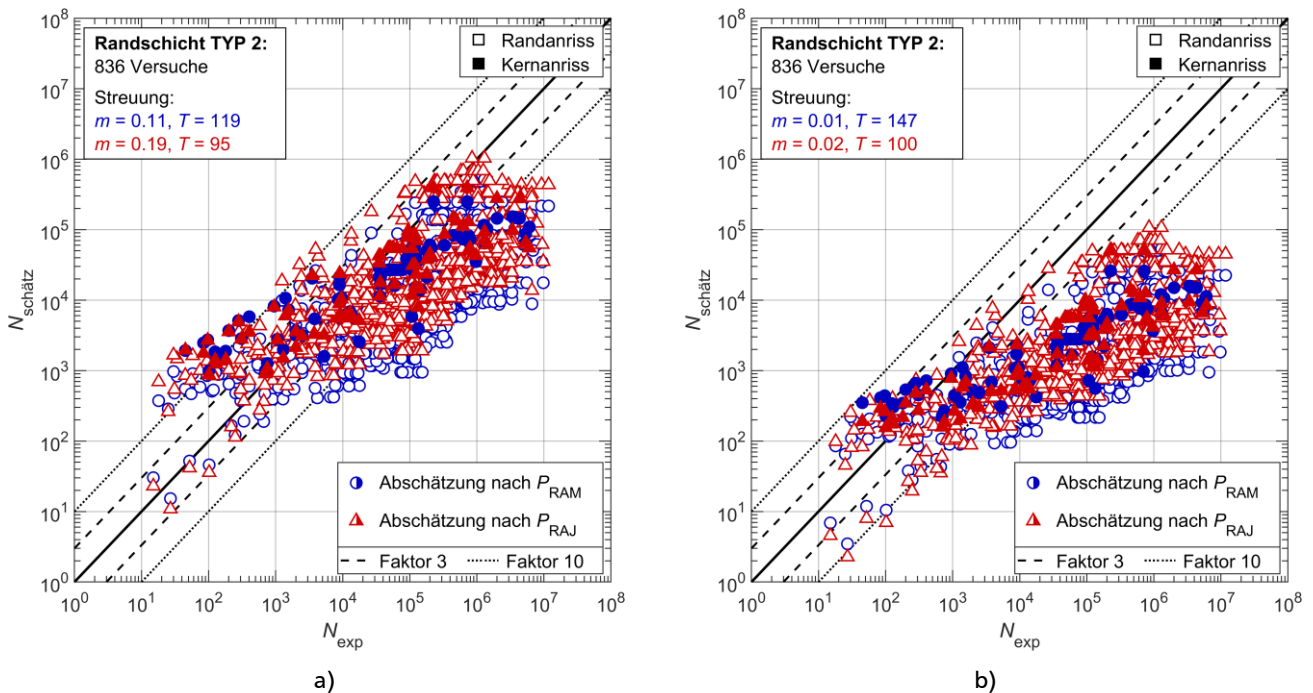 10^8
10^7
10^6
10^5
10^4
10^3
10^2
10^1
10^0
N_schätz
Randschicht TYP 2:
836 Versuche
Streuung:
m = 0.11, T = 119
m = 0.19, T = 95
Randanriss
Kernanriss
Abschätzung nach P_RAM
Abschätzung nach P_RAJ
Faktor 3 Faktor 10
10^0 10^1 10^2 10^3 10^4 10^5 10^6 10^7 10^8
N_exp
a)
10^8
10^7
10^6
10^5
10^4
10^3
10^2
10^1
10^0
N_schätz
Randschicht TYP 2:
836 Versuche
Streuung:
m = 0.01, T = 147
m = 0.02, T = 100
Randanriss
Kernanriss
Abschätzung nach P_RAM
Abschätzung nach P_RAJ
Faktor 3 Faktor 10
10^0 10^1 10^2 10^3 10^4 10^5 10^6 10^7 10^8
N_exp
b)